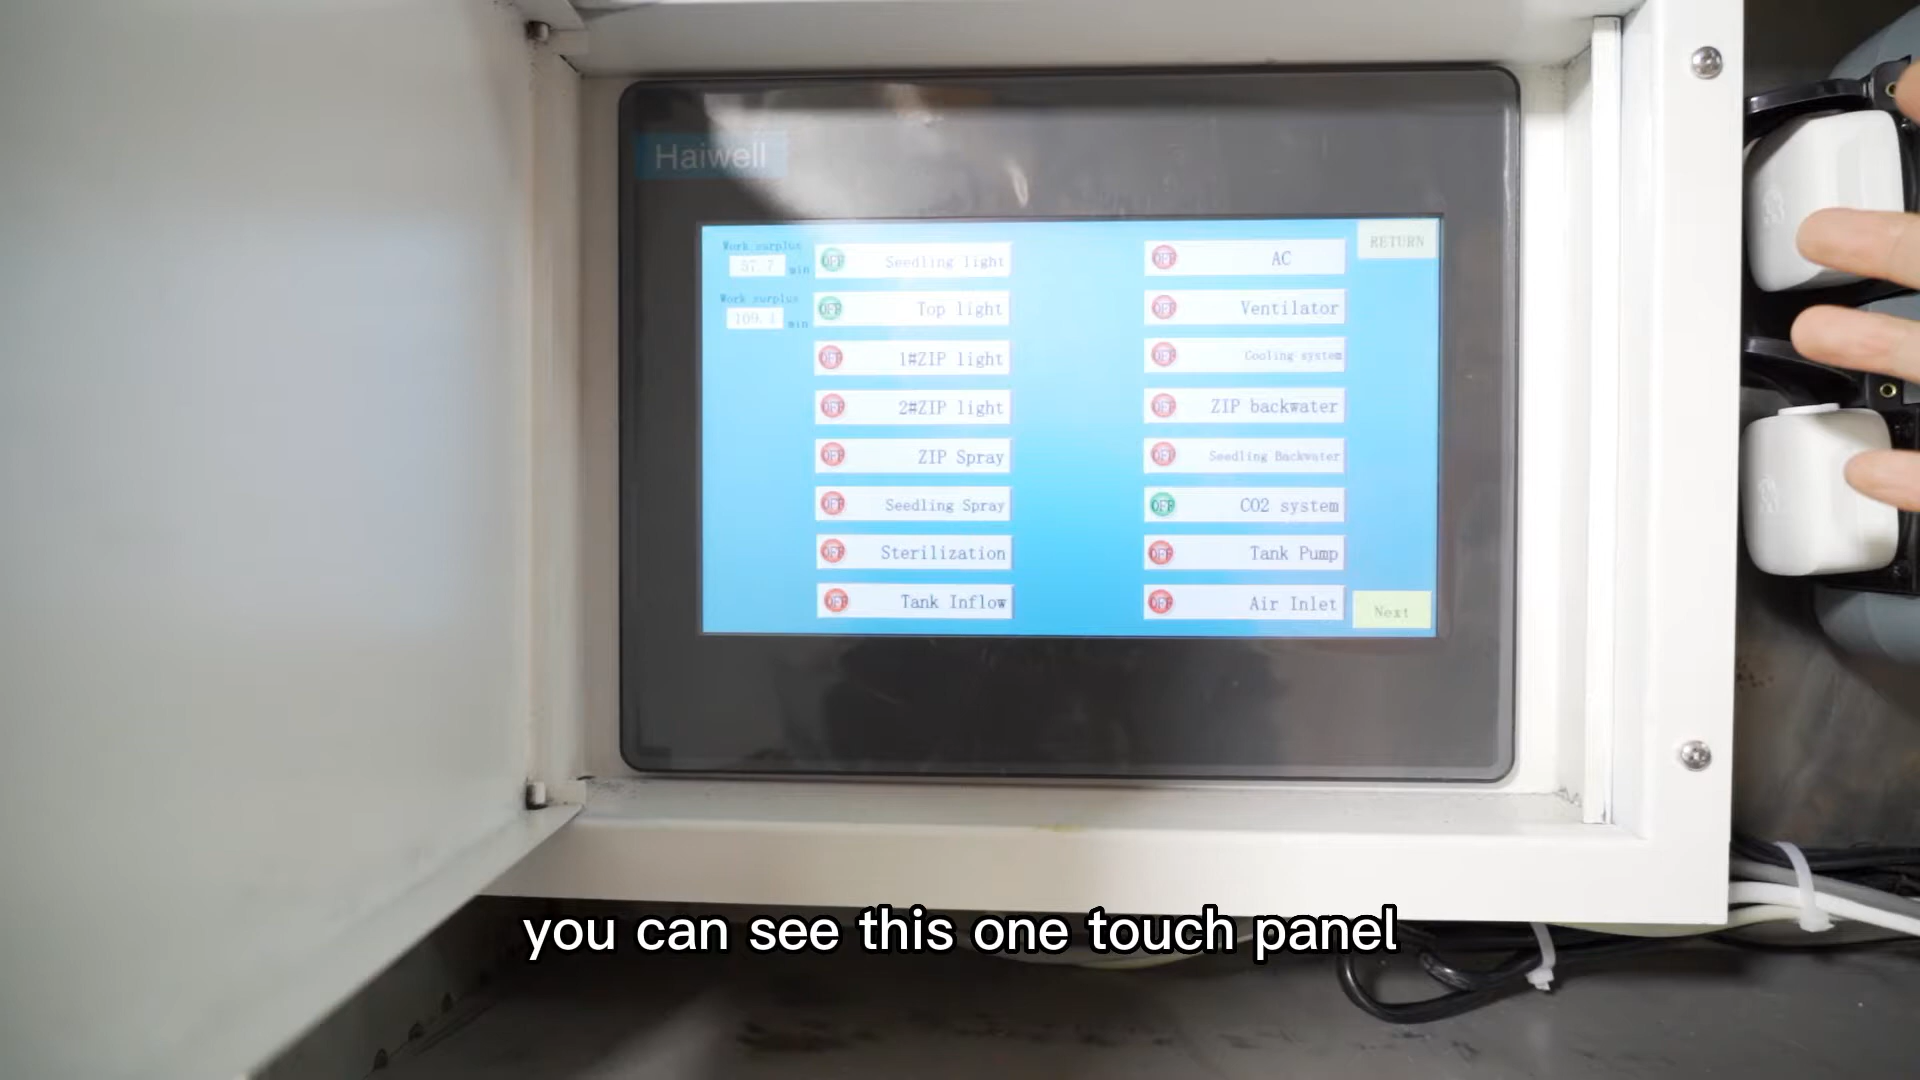 Haiwell
Work surplus
57.7 min
OFF Seedling light
OFF AC
RETURN
Work surplus
min
OFF Top light
OFF Ventilator
OFF 1#ZIP light
OFF Cooling system
OFF 2#ZIP light
OFF ZIP backwater
OFF ZIP Spray
OFF Seedling Backwater
OFF Seedling Spray
OFF CO2 system
OFF Sterilization
OFF Tank Pump
OFF Tank Inflow
OFF Air Inlet
Next
you can see this one touch panel